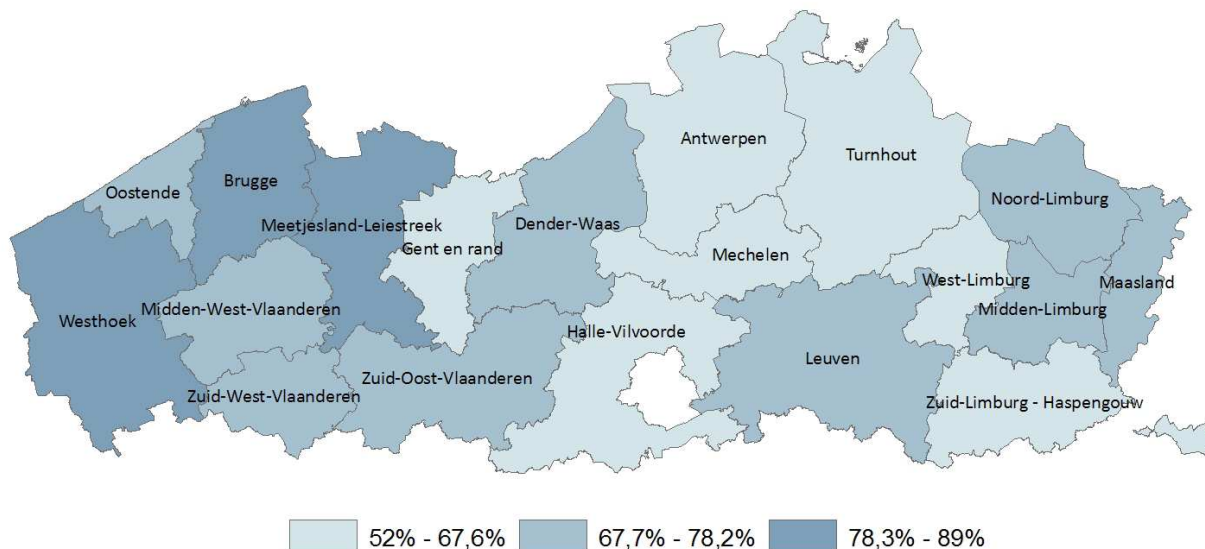 Antwerpen
Turnhout
Brugge
Oostende
Noord-Limburg
Meetjesland-Leiestreek
Dender-Waas
Gent en rand
Mechelen
West-Limburg
Maasland
Midden-West-Vlaanderen
Midden-Limburg
Westhoek
Halle-Vilvoorde
Leuven
Zuid-Oost-Vlaanderen
Zuid-West-Vlaanderen
Zuid-Limburg - Haspengouw
52% - 67,6% 67,7% - 78,2% 78,3% - 89%